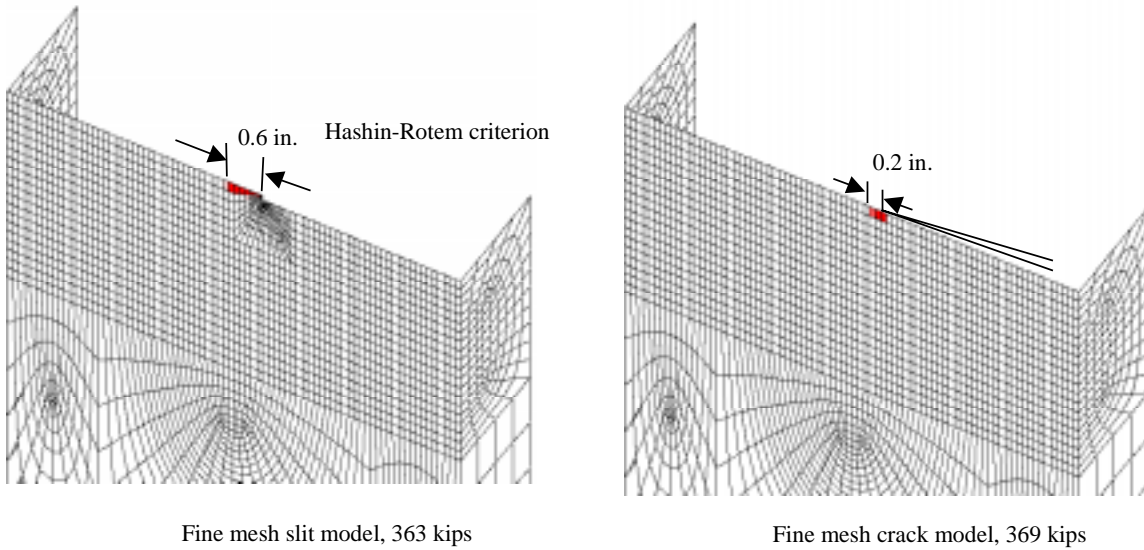 0.6 in.
Hashin-Rotem criterion
0.2 in.
Fine mesh slit model, 363 kips
Fine mesh crack model, 369 kips